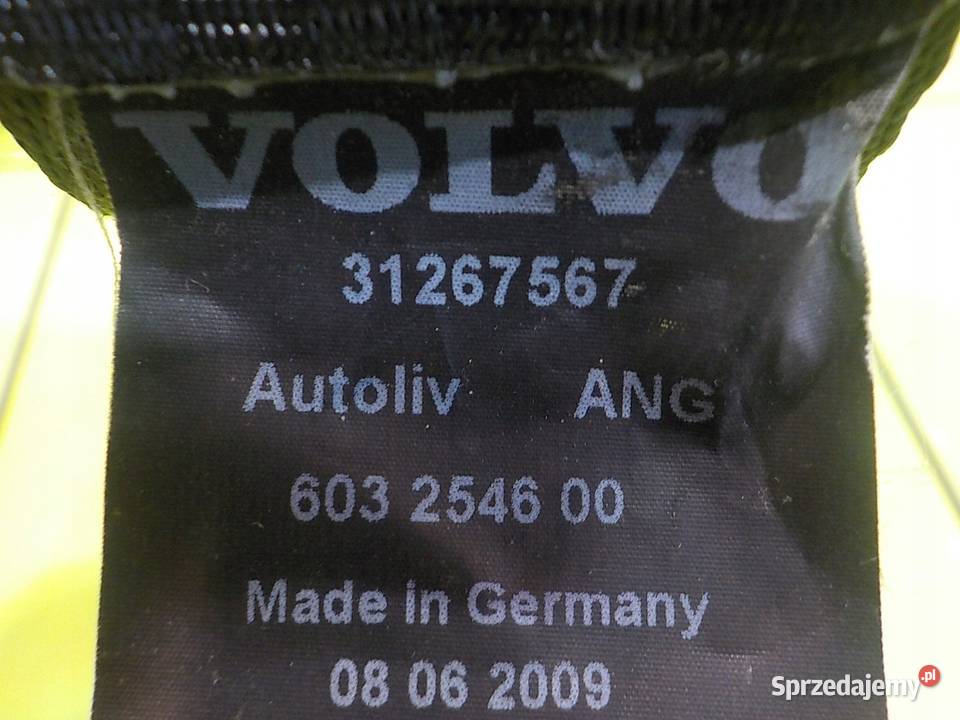 VOLVO
31267567
Autoliv ANG
603 2546 00
Made in Germany
08 06 2009
Sprzedajemy.pl